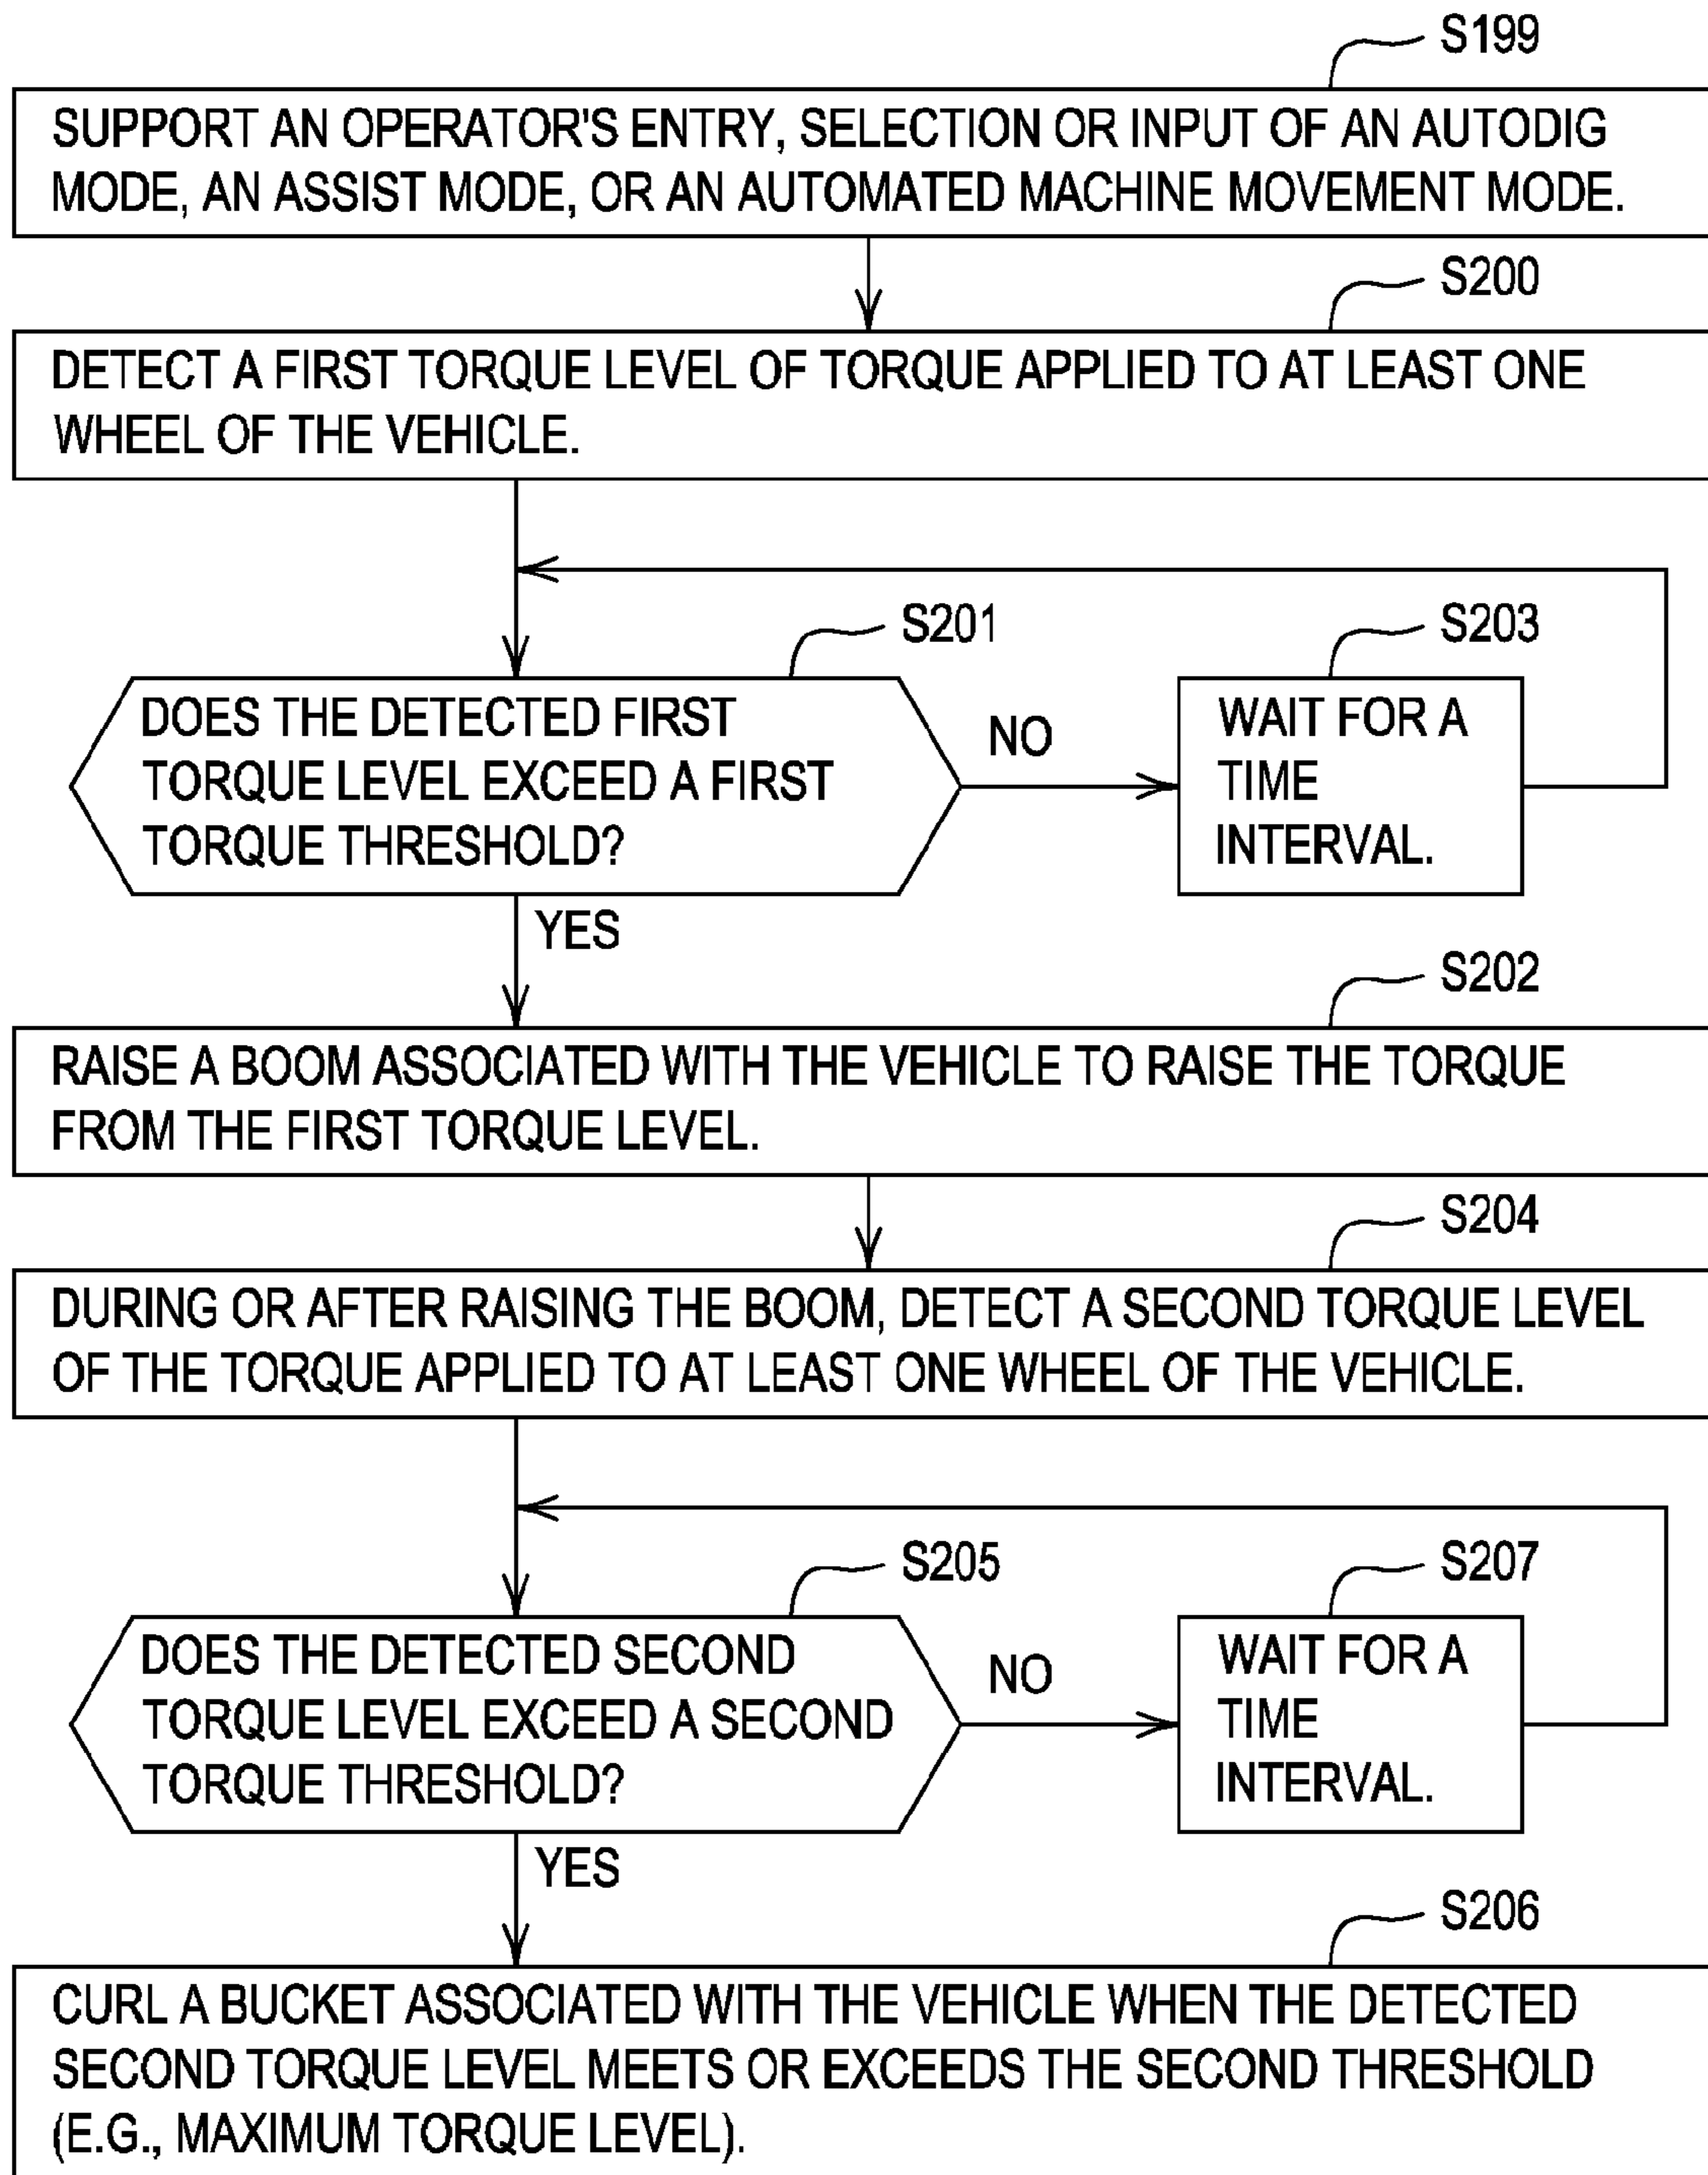 S199
SUPPORT AN OPERATOR'S ENTRY, SELECTION OR INPUT OF AN AUTODIG
MODE, AN ASSIST MODE, OR AN AUTOMATED MACHINE MOVEMENT MODE.
S200
DETECT A FIRST TORQUE LEVEL OF TORQUE APPLIED TO AT LEAST ONE
WHEEL OF THE VEHICLE.
S201
DOES THE DETECTED FIRST
TORQUE LEVEL EXCEED A FIRST
TORQUE THRESHOLD?
NO
S203
WAIT FOR A
TIME
INTERVAL.
YES
S202
RAISE A BOOM ASSOCIATED WITH THE VEHICLE TO RAISE THE TORQUE
FROM THE FIRST TORQUE LEVEL.
S204
DURING OR AFTER RAISING THE BOOM, DETECT A SECOND TORQUE LEVEL
OF THE TORQUE APPLIED TO AT LEAST ONE WHEEL OF THE VEHICLE.
S205
DOES THE DETECTED SECOND
TORQUE LEVEL EXCEED A SECOND
TORQUE THRESHOLD?
NO
S207
WAIT FOR A
TIME
INTERVAL.
YES
S206
CURL A BUCKET ASSOCIATED WITH THE VEHICLE WHEN THE DETECTED
SECOND TORQUE LEVEL MEETS OR EXCEEDS THE SECOND THRESHOLD
(E.G., MAXIMUM TORQUE LEVEL).